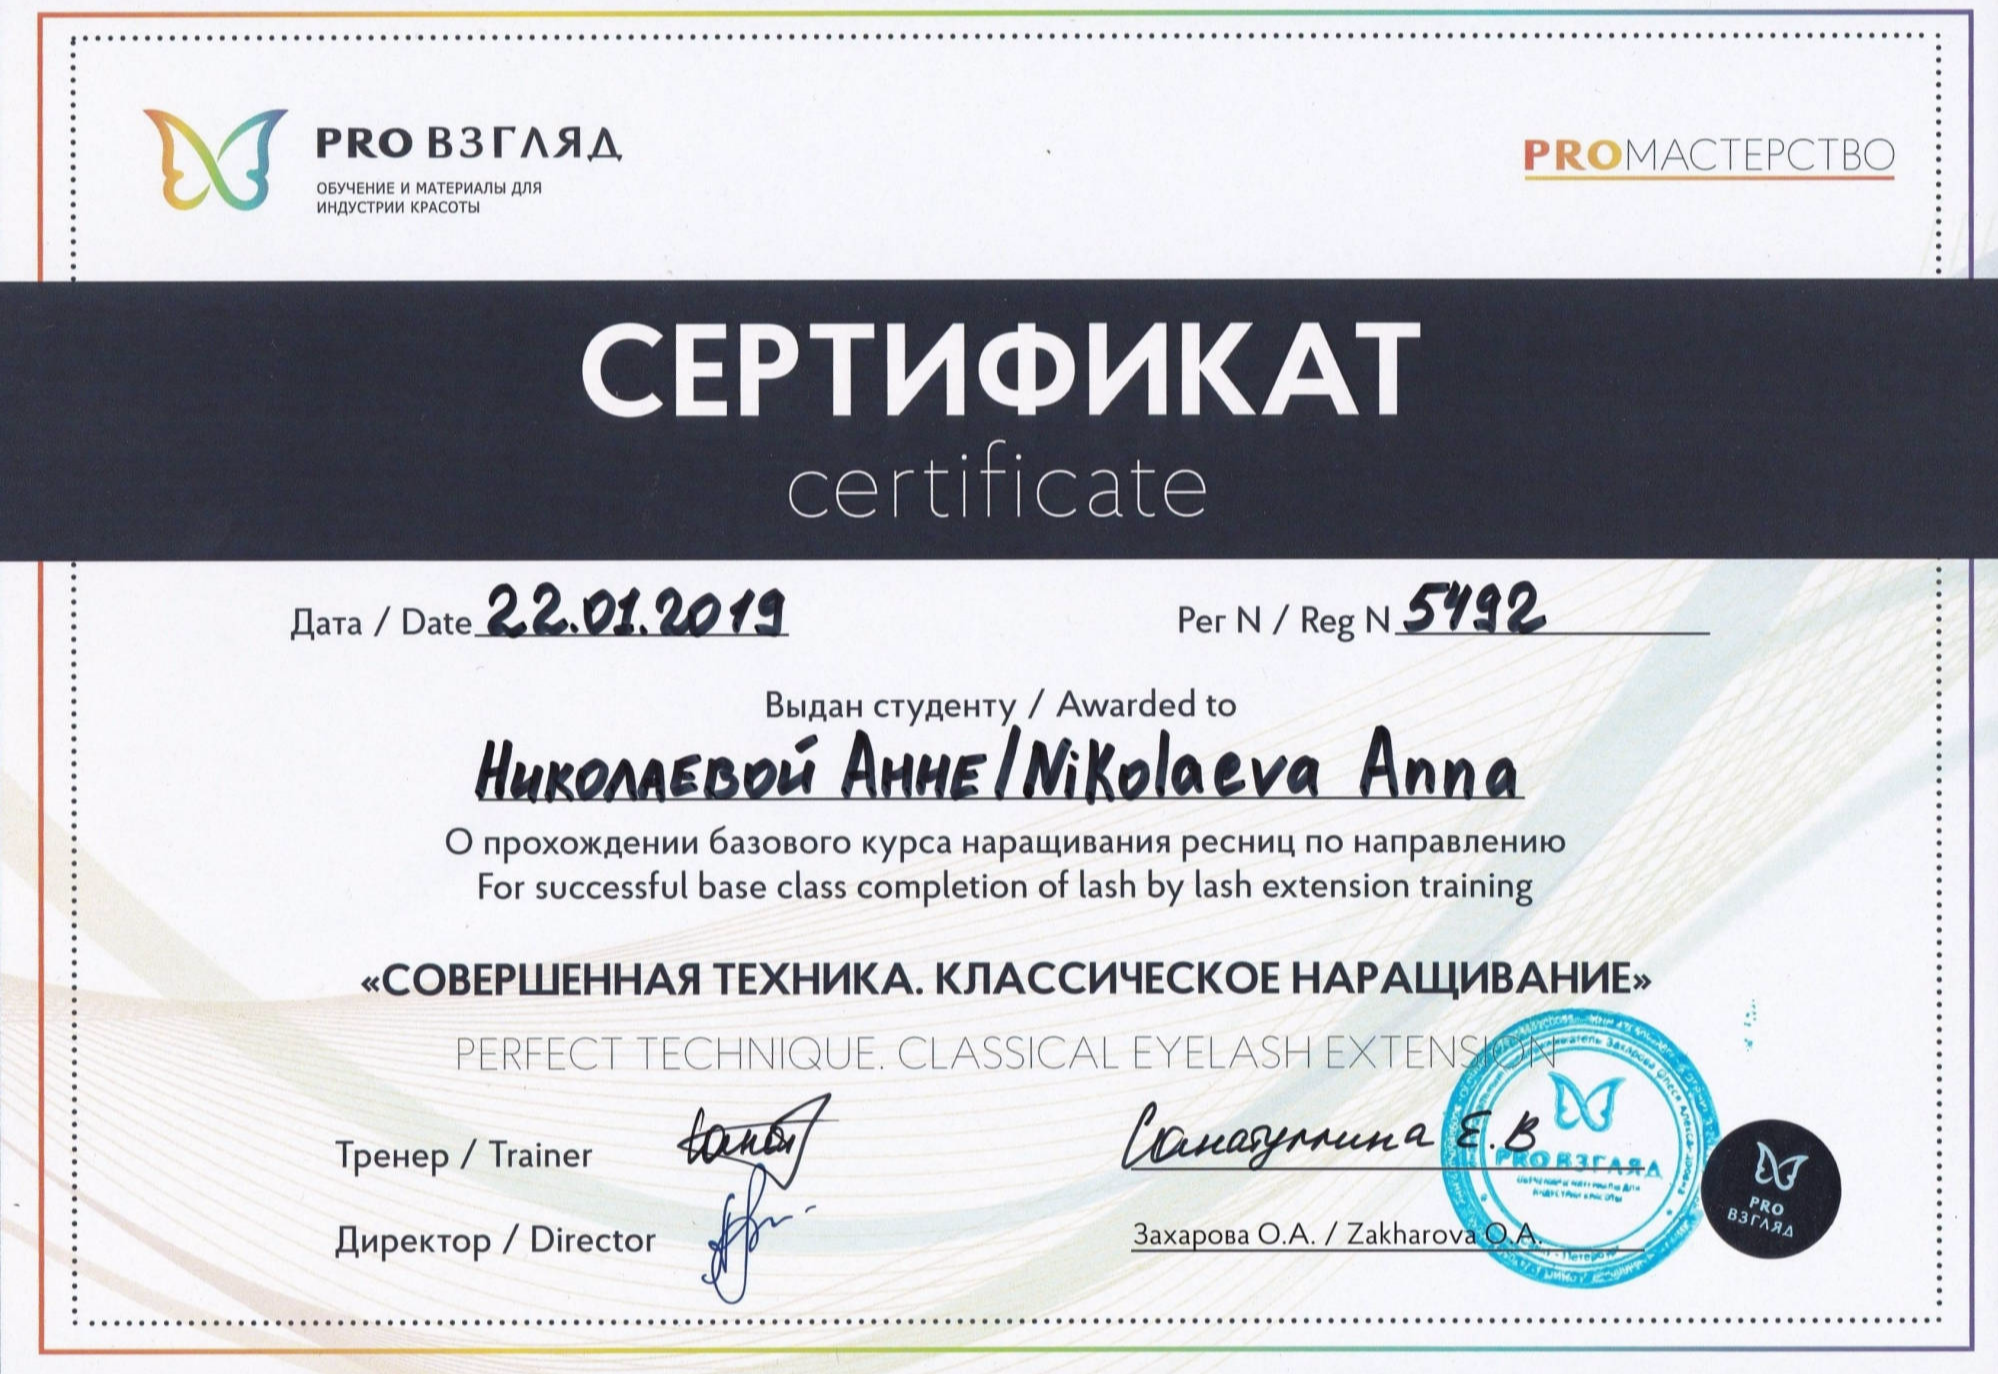 PRO ВЗГЛЯД
ОБУЧЕНИЕ И МАТЕРИАЛЫ ДЛЯ
ИНДУСТРИИ КРАСОТЫ
PROМАСТЕРСТВО
СЕРТИФИКАТ
certificate
Дата / Date 22.01.2019
Рег N / Reg N 5492
Выдан студенту / Awarded to
Николаевой Анне/Nikolaeva Anna
О прохождении базового курса наращивания ресниц по направлению
For successful base class completion of lash by lash extension training
«СОВЕРШЕННАЯ ТЕХНИКА. КЛАССИЧЕСКОЕ НАРАЩИВАНИЕ»
PERFECT TECHNIQUE. CLASSICAL EYELASH EXTENSION
Тренер / Trainer
Санатуллина Е.В
Директор / Director
Захарова О.А. / Zakharova O.A.
PRO ВЗГЛЯД
ОБУЧЕНИЕ И МАТЕРИАЛЫ ДЛЯ
ИНДУСТРИИ КРАСОТЫ
PRO
ВЗГЛЯД